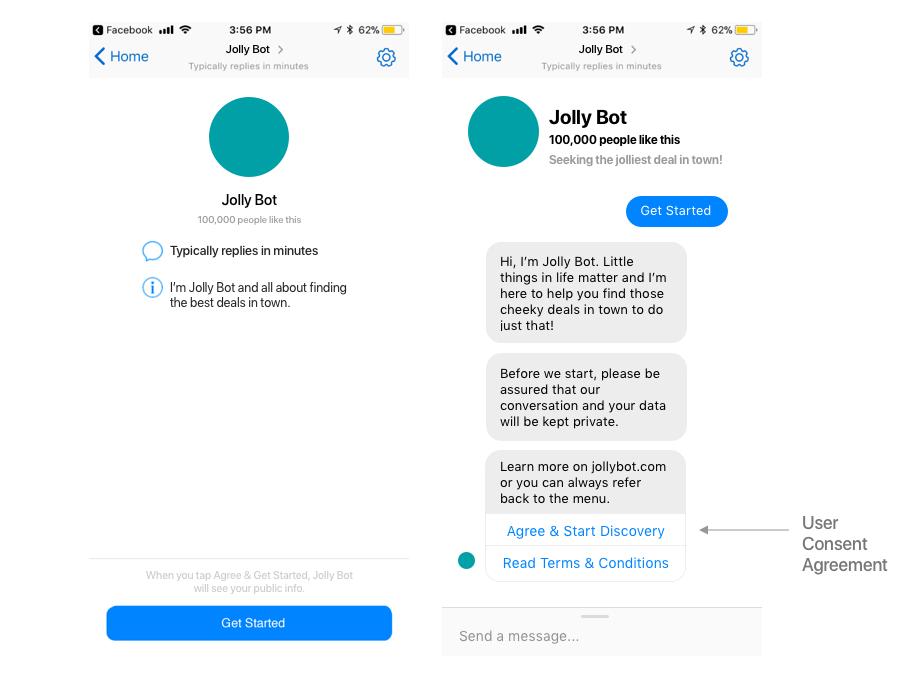 Facebook 3:56 PM 62%
Home Jolly Bot
Typically replies in minutes
Jolly Bot
100,000 people like this
Typically replies in minutes
I’m Jolly Bot and all about finding
the best deals in town.
When you tap Agree & Get Started, Jolly Bot
will see your public info.
Get Started
Facebook 3:56 PM 62%
Home Jolly Bot
Typically replies in minutes
Jolly Bot
100,000 people like this
Seeking the jolliest deal in town!
Get Started
Hi, I’m Jolly Bot. Little
things in life matter and I’m
here to help you find those
cheeky deals in town to do
just that!
Before we start, please be
assured that our
conversation and your data
will be kept private.
Learn more on jollybot.com
or you can always refer
back to the menu.
Agree & Start Discovery
Read Terms & Conditions
Send a message...
User
Consent
Agreement